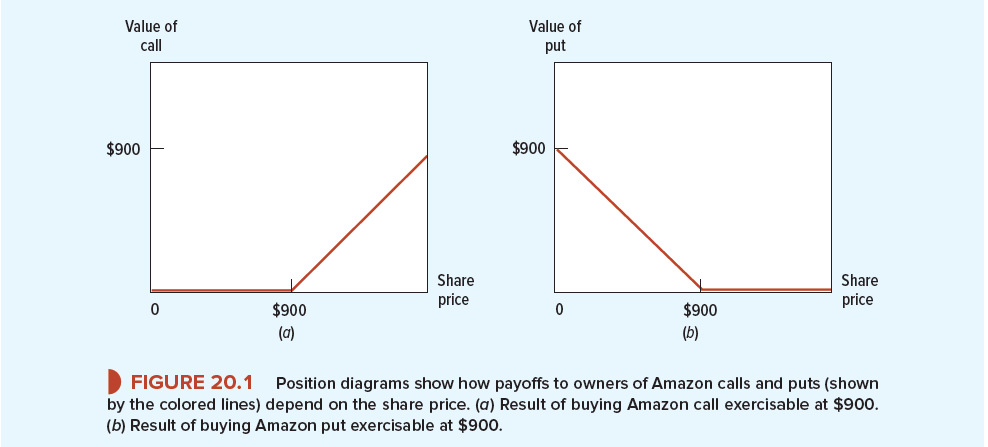 Value of
call
$900
0
$900
Share
price
(a)
Value of
put
$900
0
$900
Share
price
(b)
FIGURE 20.1 Position diagrams show how payoffs to owners of Amazon calls and puts (shown
by the colored lines) depend on the share price. (a) Result of buying Amazon call exercisable at $900.
(b) Result of buying Amazon put exercisable at $900.